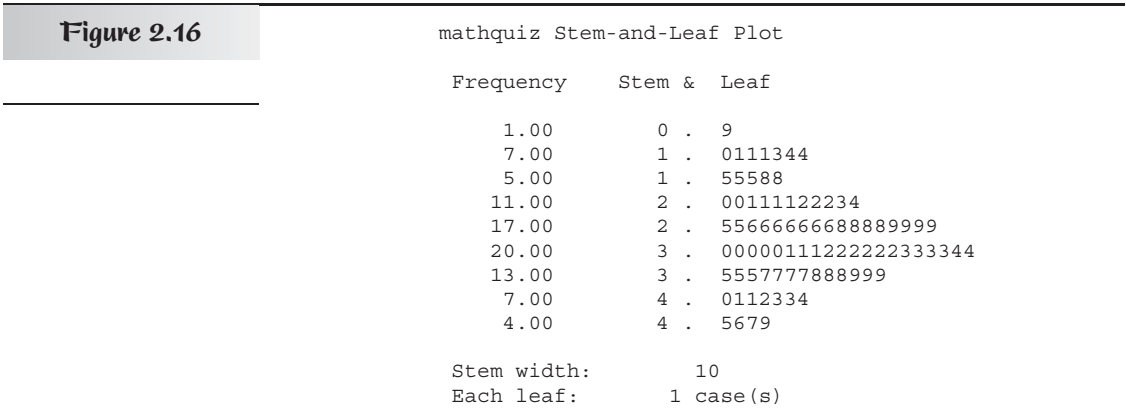 Figure 2.16
mathquiz Stem-and-Leaf Plot
Frequency Stem & Leaf
1.00 0 . 9
7.00 1 . 0111344
5.00 1 . 55588
11.00 2 . 00111122234
17.00 2 . 55666666688889999
20.00 3 . 00000111222222333344
13.00 3 . 5557777888999
7.00 4 . 0112334
4.00 4 . 5679
Stem width: 10
Each leaf: 1 case(s)